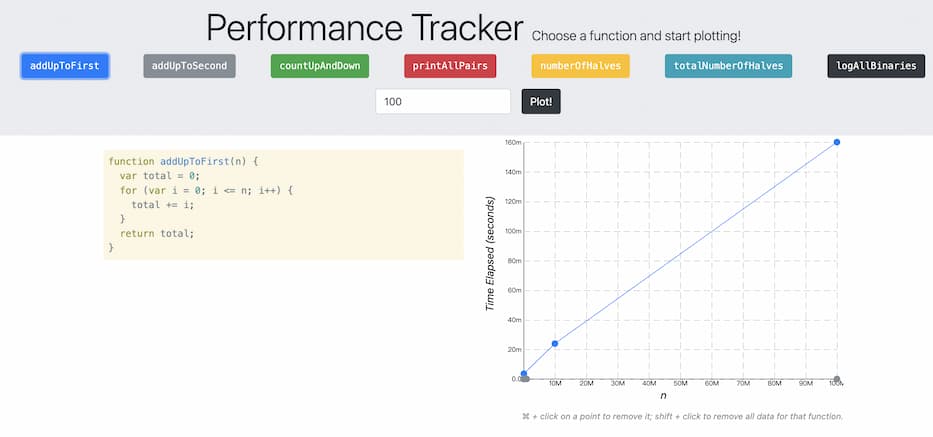 Performance Tracker Choose a function and start plotting!
addUpToFirst addUpToSecond countUpAndDown printAllPairs numberOfHalves totalNumberOfHalves logAllBinaries
100 Plot!
function addUpToFirst(n) {
  var total = 0;
  for (var i = 0; i <= n; i++) {
    total += i;
  }
  return total;
}
Time Elapsed (seconds)
160m
140m
120m
100m
80m
60m
40m
20m
0.0
10M 20M 30M 40M 50M 60M 70M 80M 90M 100M
n
⌘ + click on a point to remove it; shift + click to remove all data for that function.